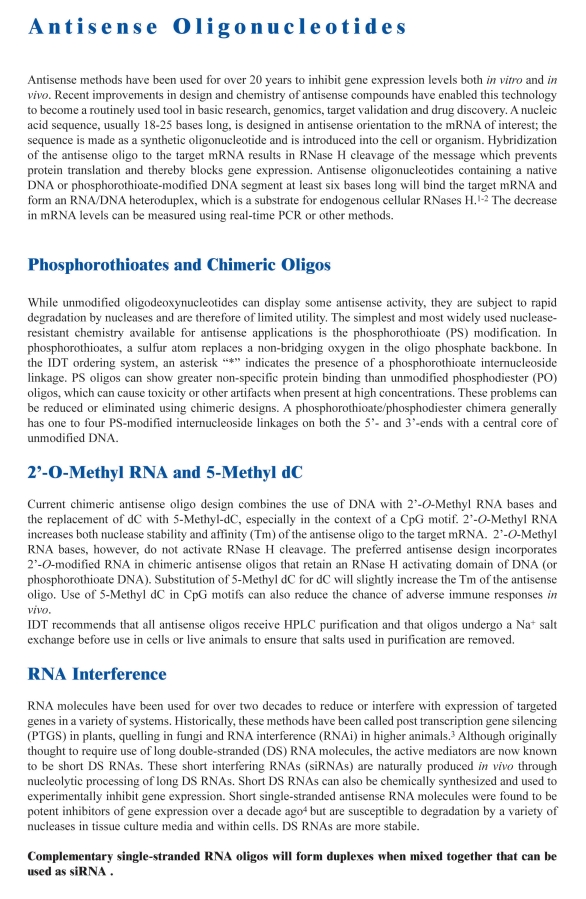 Antisense Oligonucleotides
Antisense methods have been used for over 20 years to inhibit gene expression levels both in vitro and in
vivo. Recent improvements in design and chemistry of antisense compounds have enabled this technology
to become a routinely used tool in basic research, genomics, target validation and drug discovery. A nucleic
acid sequence, usually 18-25 bases long, is designed in antisense orientation to the mRNA of interest; the
sequence is made as a synthetic oligonucleotide and is introduced into the cell or organism. Hybridization
of the antisense oligo to the target mRNA results in RNase H cleavage of the message which prevents
protein translation and thereby blocks gene expression. Antisense oligonucleotides containing a native
DNA or phosphorothioate-modified DNA segment at least six bases long will bind the target mRNA and
form an RNA/DNA heteroduplex, which is a substrate for endogenous cellular RNases H.1-2 The decrease
in mRNA levels can be measured using real-time PCR or other methods.
Phosphorothioates and Chimeric Oligos
While unmodified oligodeoxynucleotides can display some antisense activity, they are subject to rapid
degradation by nucleases and are therefore of limited utility. The simplest and most widely used nuclease-
resistant chemistry available for antisense applications is the phosphorothioate (PS) modification. In
phosphorothioates, a sulfur atom replaces a non-bridging oxygen in the oligo phosphate backbone. In
the IDT ordering system, an asterisk “*” indicates the presence of a phosphorothioate internucleoside
linkage. PS oligos can show greater non-specific protein binding than unmodified phosphodiester (PO)
oligos, which can cause toxicity or other artifacts when present at high concentrations. These problems can
be reduced or eliminated using chimeric designs. A phosphorothioate/phosphodiester chimera generally
has one to four PS-modified internucleoside linkages on both the 5’- and 3’-ends with a central core of
unmodified DNA.
2’-O-Methyl RNA and 5-Methyl dC
Current chimeric antisense oligo design combines the use of DNA with 2’-O-Methyl RNA bases and
the replacement of dC with 5-Methyl-dC, especially in the context of a CpG motif. 2’-O-Methyl RNA
increases both nuclease stability and affinity (Tm) of the antisense oligo to the target mRNA. 2’-O-Methyl
RNA bases, however, do not activate RNase H cleavage. The preferred antisense design incorporates
2’-O-modified RNA in chimeric antisense oligos that retain an RNase H activating domain of DNA (or
phosphorothioate DNA). Substitution of 5-Methyl dC for dC will slightly increase the Tm of the antisense
oligo. Use of 5-Methyl dC in CpG motifs can also reduce the chance of adverse immune responses in
vivo.
IDT recommends that all antisense oligos receive HPLC purification and that oligos undergo a Na+ salt
exchange before use in cells or live animals to ensure that salts used in purification are removed.
RNA Interference
RNA molecules have been used for over two decades to reduce or interfere with expression of targeted
genes in a variety of systems. Historically, these methods have been called post transcription gene silencing
(PTGS) in plants, quelling in fungi and RNA interference (RNAi) in higher animals.3 Although originally
thought to require use of long double-stranded (DS) RNA molecules, the active mediators are now known
to be short DS RNAs. These short interfering RNAs (siRNAs) are naturally produced in vivo through
nucleolytic processing of long DS RNAs. Short DS RNAs can also be chemically synthesized and used to
experimentally inhibit gene expression. Short single-stranded antisense RNA molecules were found to be
potent inhibitors of gene expression over a decade ago4 but are susceptible to degradation by a variety of
nucleases in tissue culture media and within cells. DS RNAs are more stabile.
Complementary single-stranded RNA oligos will form duplexes when mixed together that can be
used as siRNA .